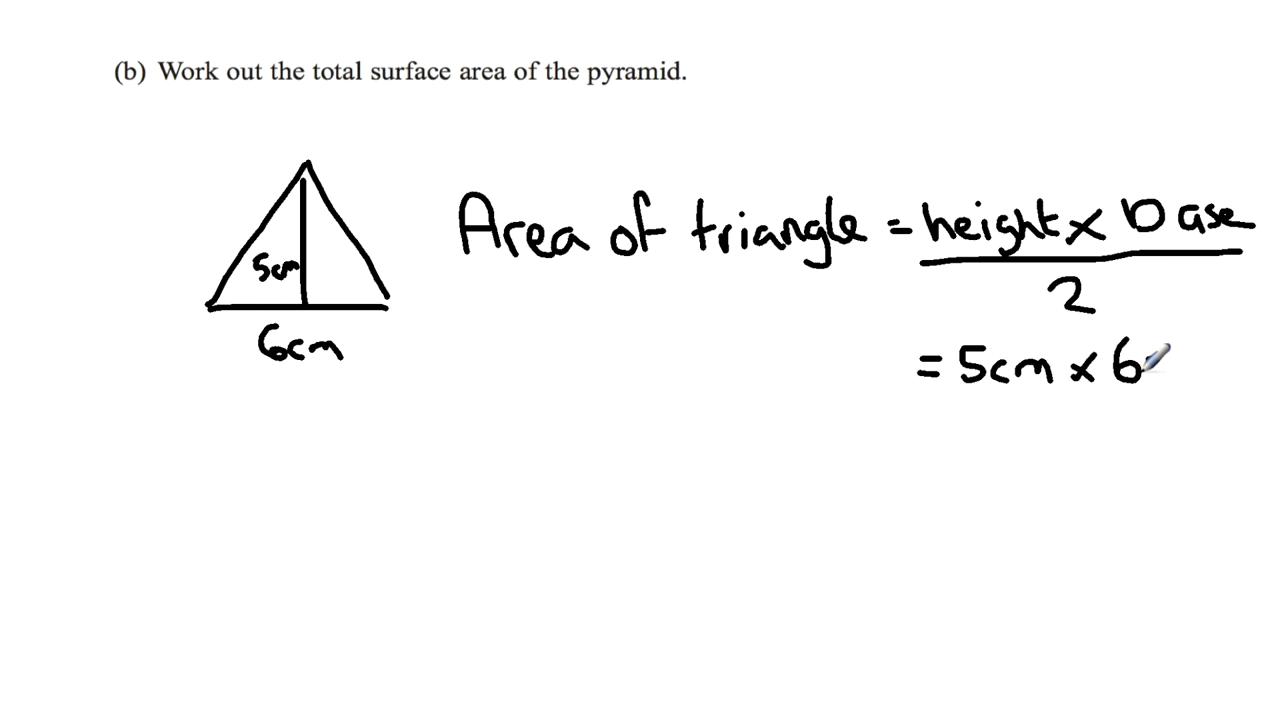 (b) Work out the total surface area of the pyramid.
Area of triangle = height × base
2
5cm
6cm
= 5cm × 6